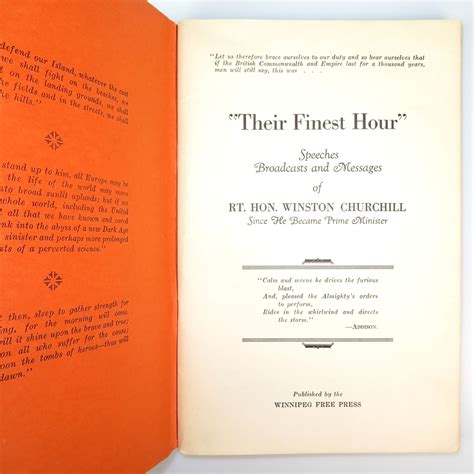 defend our Island, whatever the cost
we shall fight on the beaches, we
on the landing grounds, we shall
the fields and in the streets, we shall
the hills."
stand up to him, all Europe may be
the life of the world may move
into broad sunlit uplands; but if we
whole world, including the United
all that we have known and cared
sink into the abyss of a new Dark Age
sinister and perhaps more prolonged
of a perverted science."
then, sleep to gather strength for
for the morning will come.
will it shine upon the brave and true;
upon all who suffer for the cause;
upon the tombs of heroes—thus will
dawn."
"Let us therefore brace ourselves to our duty and so bear ourselves that
if the British Commonwealth and Empire last for a thousand years,
men will still say, this was . . .
"Their Finest Hour"
Speeches
Broadcasts and Messages
of
RT. HON. WINSTON CHURCHILL
Since He Became Prime Minister
"Calm and serene he drives the furious
blast,
And, pleased the Almighty's orders
to perform,
Rides in the whirlwind and directs
the storm."
—ADDISON.
Published by the
WINNIPEG FREE PRESS